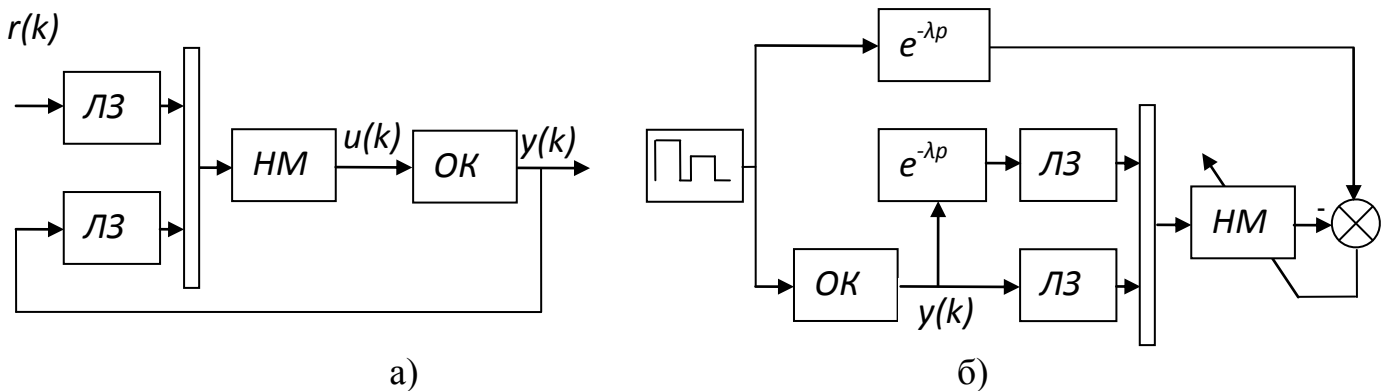 r(k)
ЛЗ
ЛЗ
НМ
u(k)
ОК
y(k)
а)
e^{-λp}
e^{-λp}
ЛЗ
-
НМ
ОК
y(k)
ЛЗ
б)